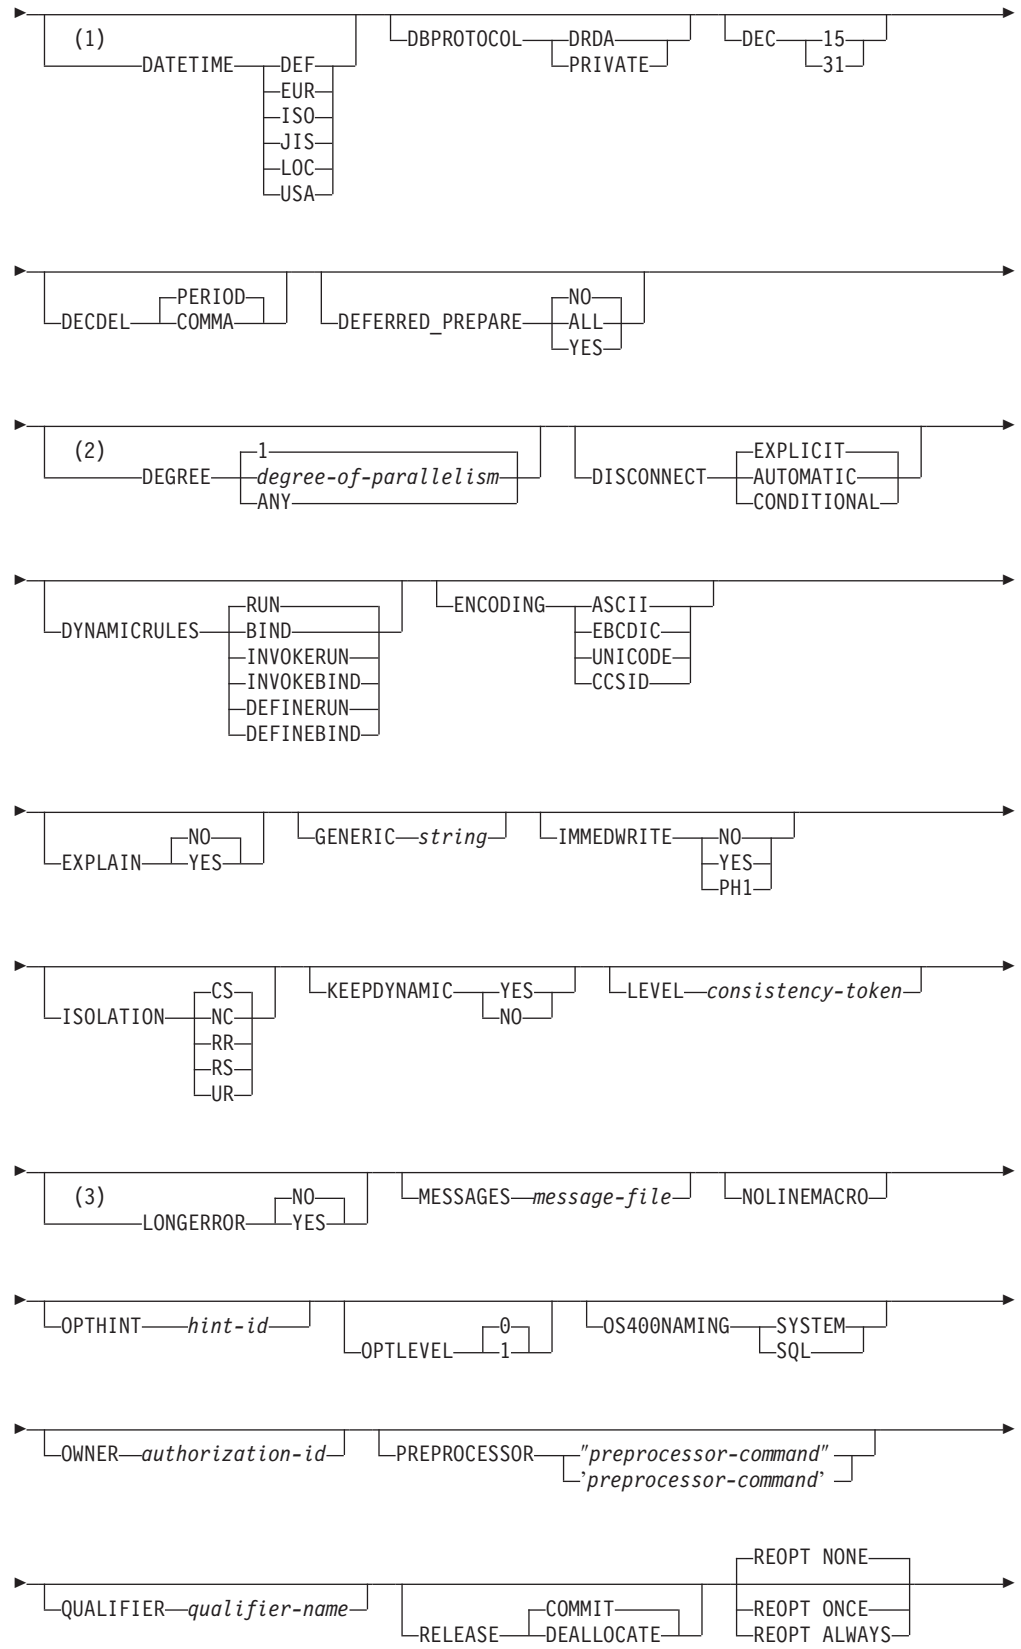 (1)
DATETIME DEF
EUR
ISO
JIS
LOC
USA
DBPROTOCOL DRDA
PRIVATE
DEC 15
31
PERIOD
DECDEL COMMA
NO
DEFERRED_PREPARE ALL
YES
(2)
1
DEGREE degree-of-parallelism
ANY
EXPLICIT
DISCONNECT AUTOMATIC
CONDITIONAL
RUN
DYNAMICRULES BIND
INVOKERUN
INVOKEBIND
DEFINERUN
DEFINEBIND
ENCODING ASCII
EBCDIC
UNICODE
CCSID
NO
EXPLAIN YES
GENERIC string
IMMEDWRITE NO
YES
PH1
CS
ISOLATION NC
RR
RS
UR
KEEPDYNAMIC YES
NO
LEVEL consistency-token
(3)
NO
LONGERROR YES
MESSAGES message-file
NOLINEMACRO
OPTHINT hint-id
0
OPTLEVEL 1
OS400NAMING SYSTEM
SQL
OWNER authorization-id
PREPROCESSOR "preprocessor-command"
'preprocessor-command'
QUALIFIER qualifier-name
COMMIT
RELEASE DEALLOCATE
REOPT NONE
REOPT ONCE
REOPT ALWAYS